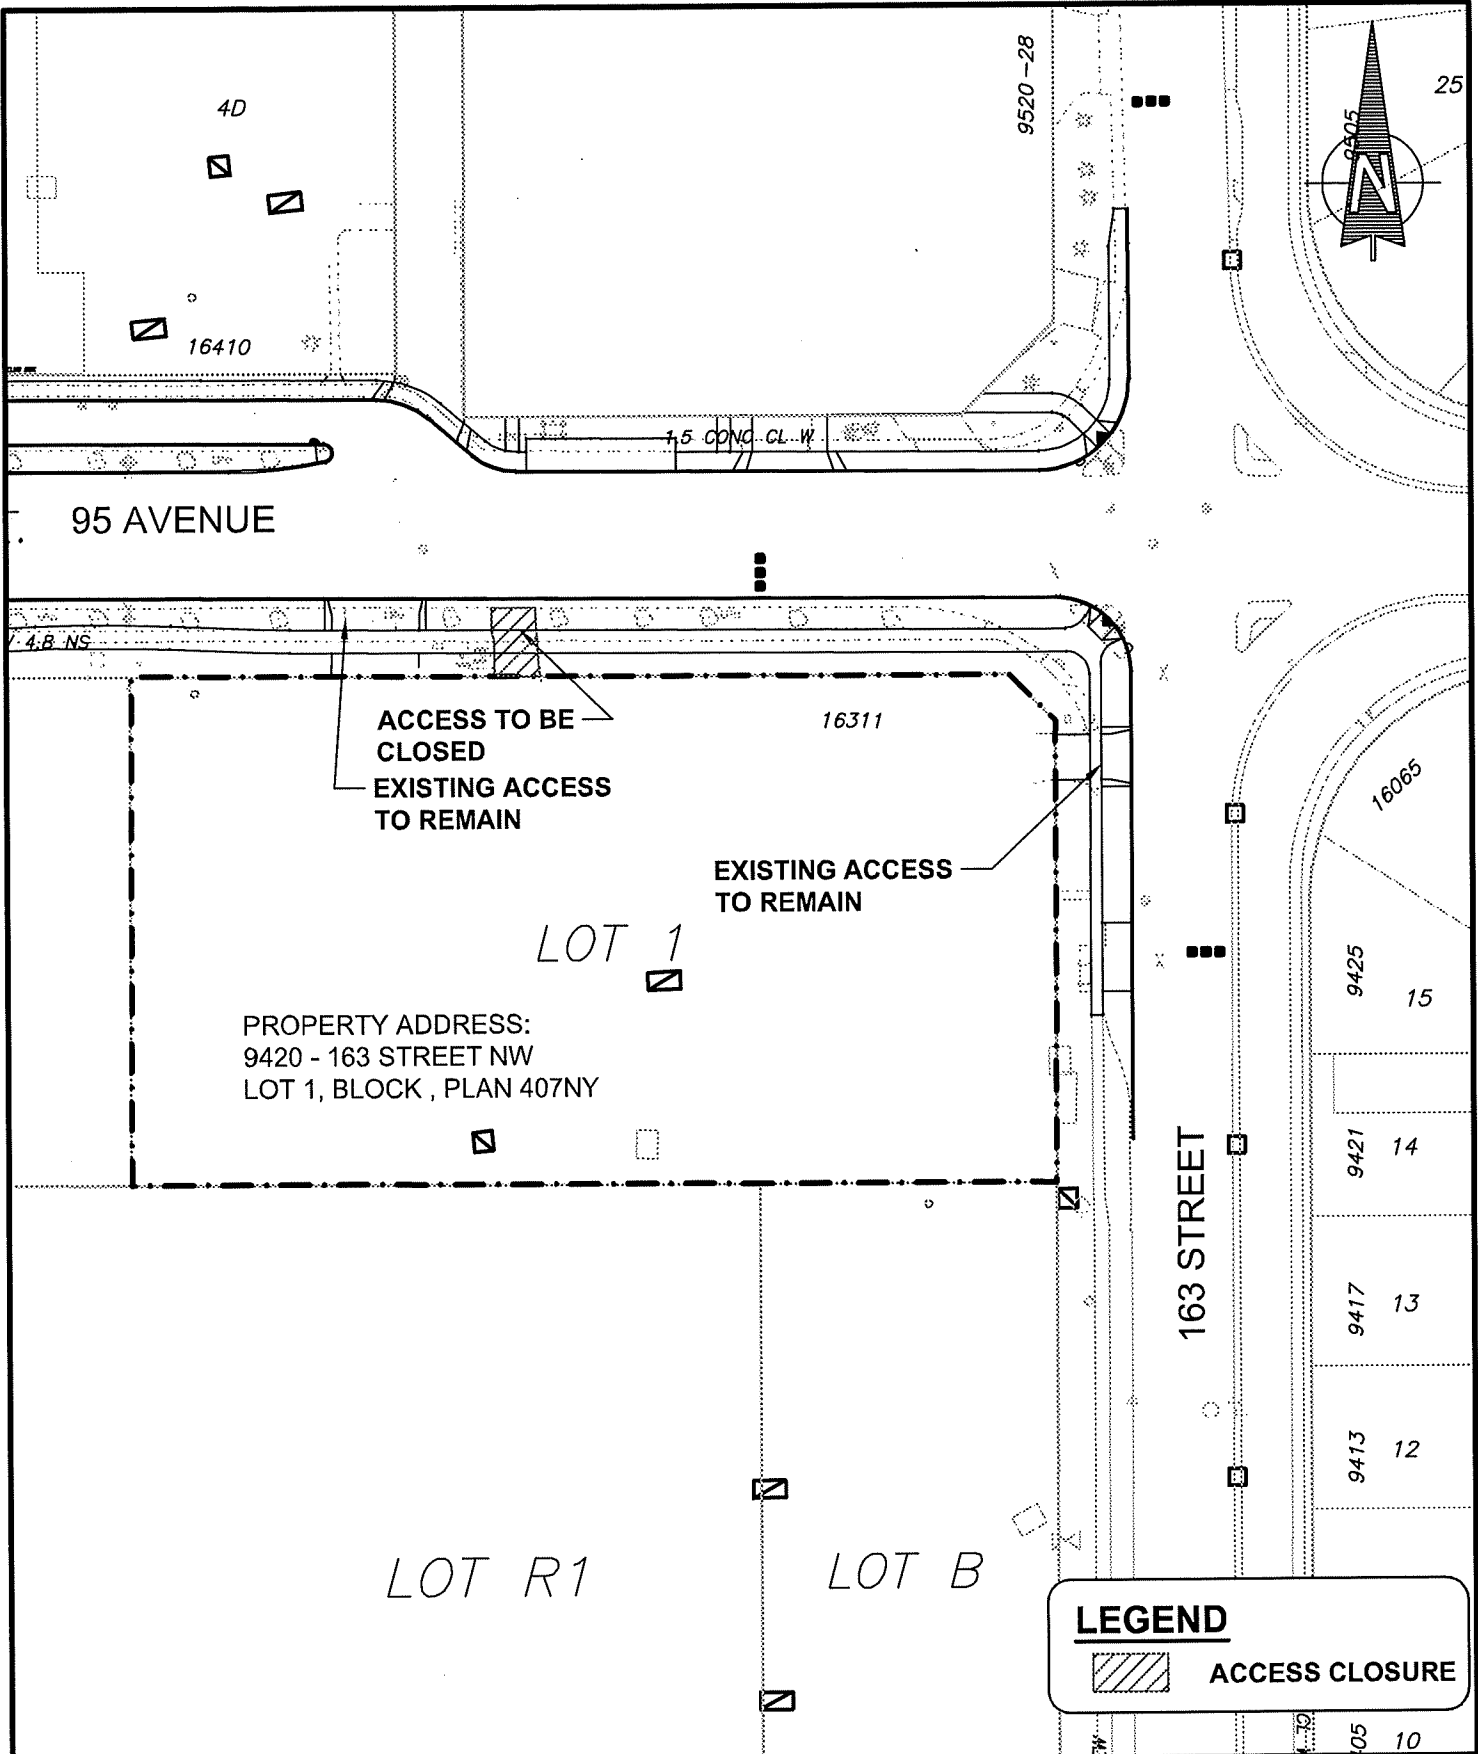 4D
9520-28
25
9505
N
16410
1.5 CONC CL W
95 AVENUE
4.B NS
ACCESS TO BE
CLOSED
16311
EXISTING ACCESS
TO REMAIN
16065
EXISTING ACCESS
TO REMAIN
LOT 1
9425
15
PROPERTY ADDRESS:
9420 - 163 STREET NW
LOT 1, BLOCK , PLAN 407NY
9421
14
163 STREET
9417
13
9413
12
LOT R1
LOT B
LEGEND
ACCESS CLOSURE
05
10